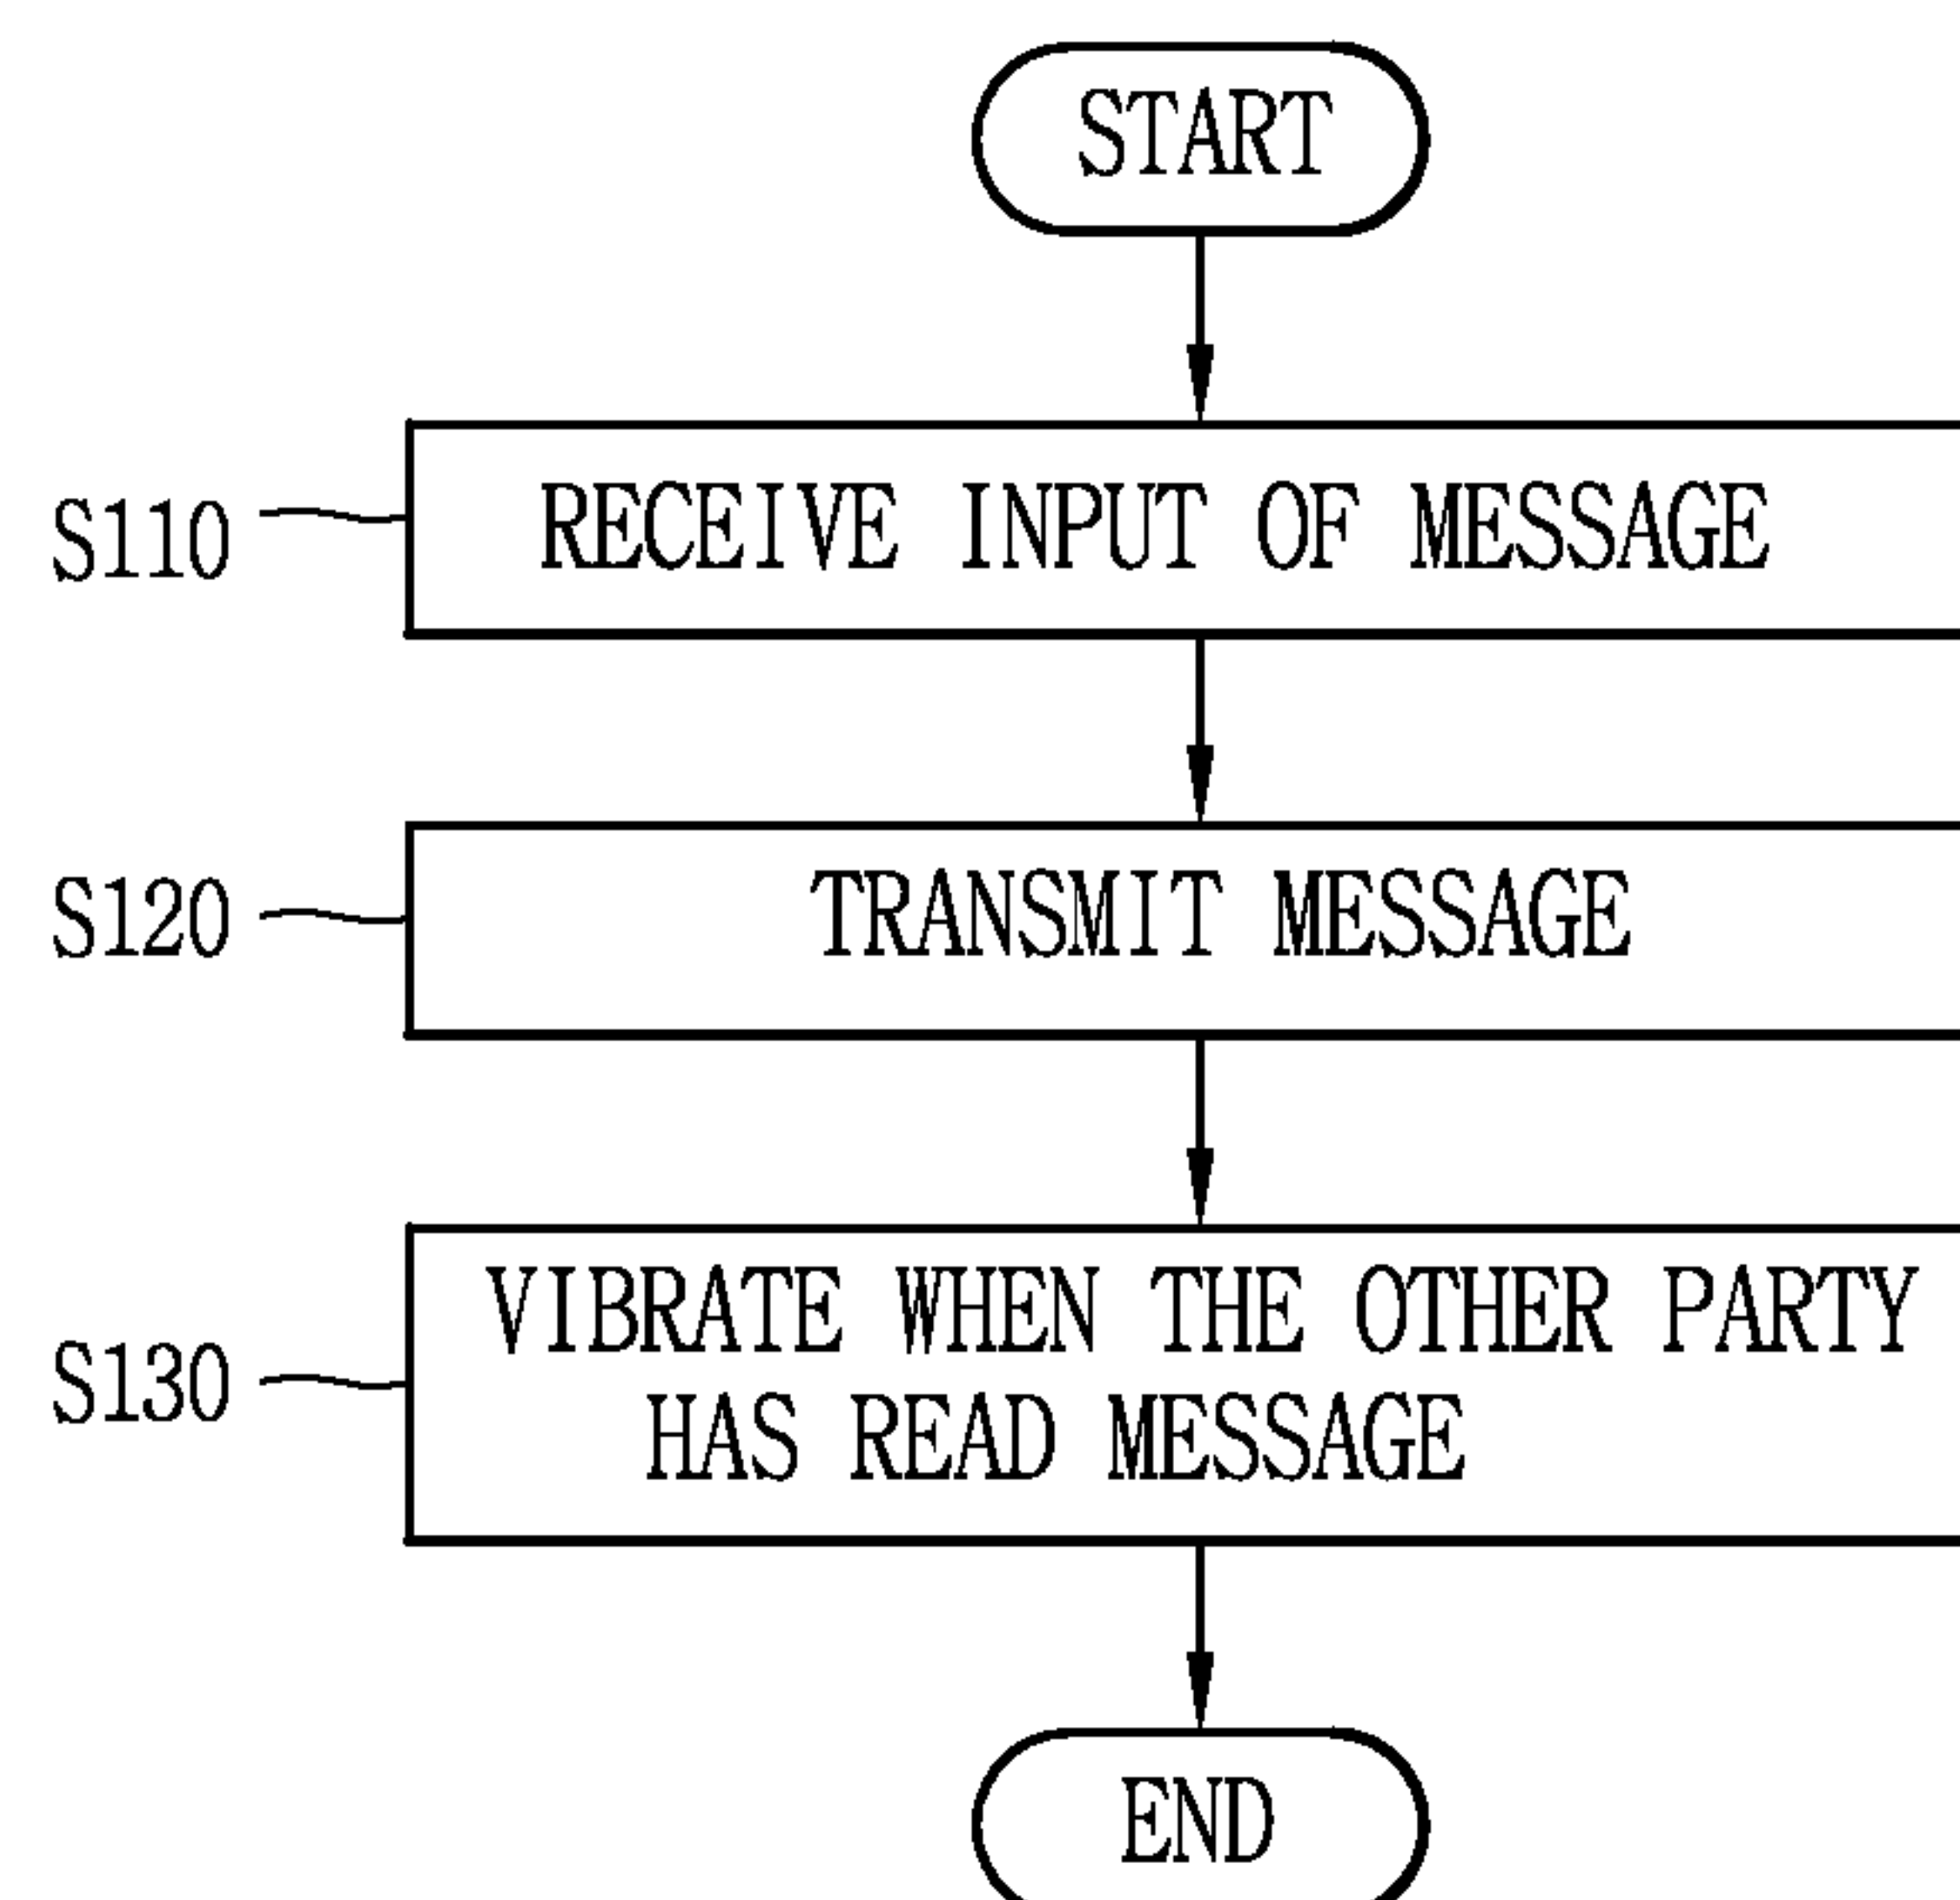 START
S110
RECEIVE INPUT OF MESSAGE
S120
TRANSMIT MESSAGE
S130
VIBRATE WHEN THE OTHER PARTY
HAS READ MESSAGE
END